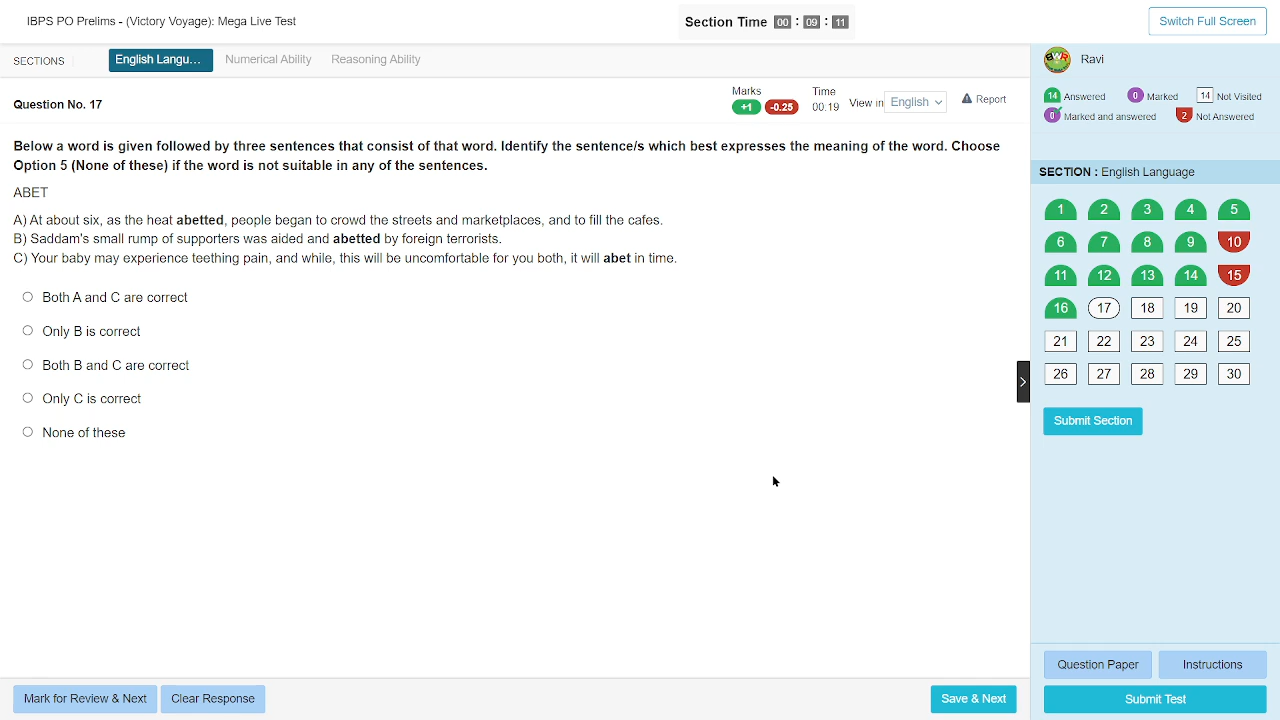 IBPS PO Prelims - (Victory Voyage): Mega Live Test
Section Time 00 : 09 : 11
Switch Full Screen
SECTIONS
English Langu...
Numerical Ability
Reasoning Ability
Ravi
14 Answered
0 Marked
14 Not Visited
0 Marked and answered
2 Not Answered
Question No. 17
Marks
+1 -0.25
Time
00.19
View in English
Report
Below a word is given followed by three sentences that consist of that word. Identify the sentence/s which best expresses the meaning of the word. Choose
Option 5 (None of these) if the word is not suitable in any of the sentences.
ABET
A) At about six, as the heat abetted, people began to crowd the streets and marketplaces, and to fill the cafes.
B) Saddam's small rump of supporters was aided and abetted by foreign terrorists.
C) Your baby may experience teething pain, and while, this will be uncomfortable for you both, it will abet in time.
Both A and C are correct
Only B is correct
Both B and C are correct
Only C is correct
None of these
SECTION : English Language
1 2 3 4 5
6 7 8 9 10
11 12 13 14 15
16 17 18 19 20
21 22 23 24 25
26 27 28 29 30
Submit Section
Question Paper
Instructions
Mark for Review & Next
Clear Response
Save & Next
Submit Test